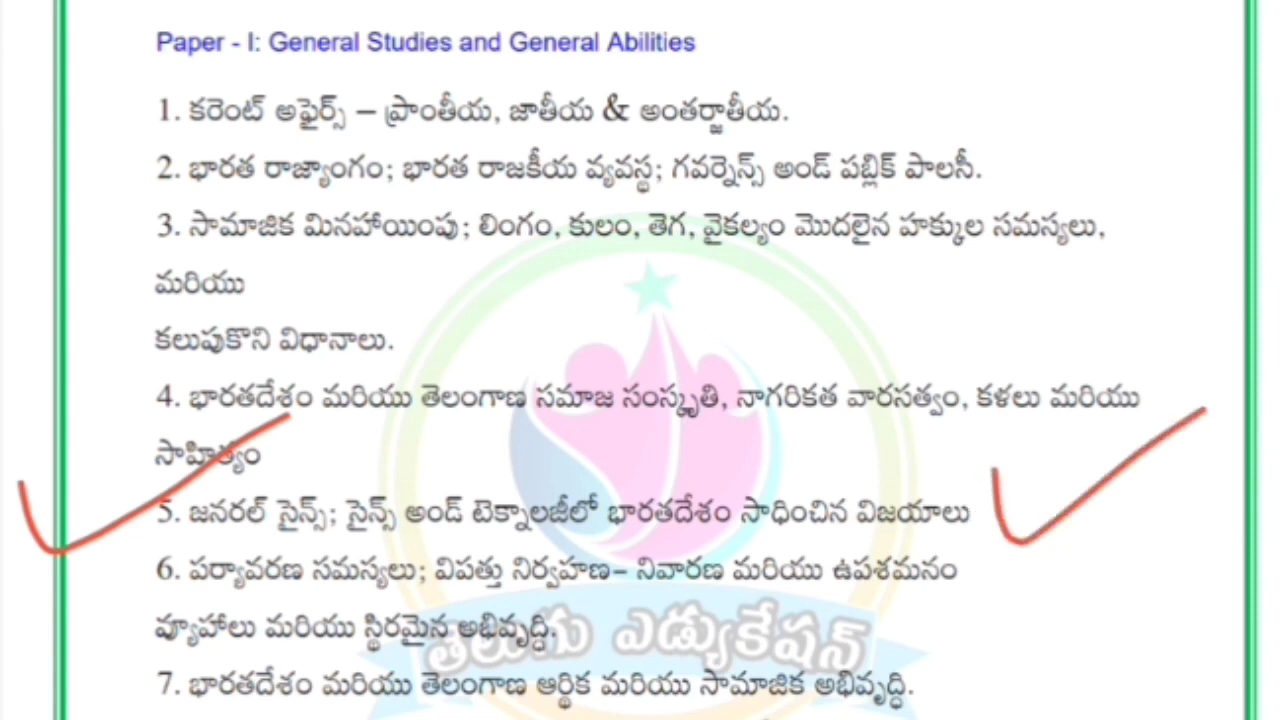 Paper - I: General Studies and General Abilities
1. కరెంట్ అఫైర్స్ – ప్రాంతీయ, జాతీయ & అంతర్జాతీయ.
2. భారత రాజ్యాంగం; భారత రాజకీయ వ్యవస్థ; గవర్నెన్స్ అండ్ పబ్లిక్ పాలసీ.
3. సామాజిక మినహాయింపు; లింగం, కులం, తెగ, వైకల్యం మొదలైన హక్కుల సమస్యలు,
మరియు
కలుపుకొని విధానాలు.
4. భారతదేశం మరియు తెలంగాణ సమాజ సంస్కృతి, నాగరికత వారసత్వం, కళలు మరియు
సాహిత్యం
5. జనరల్ సైన్స్; సైన్స్ అండ్ టెక్నాలజీలో భారతదేశం సాధించిన విజయాలు
6. పర్యావరణ సమస్యలు; విపత్తు నిర్వహణ– నివారణ మరియు ఉపశమనం
వ్యూహాలు మరియు స్థిరమైన అభివృద్ధి.
తెలుగు ఎడ్యుకేషన్
7. భారతదేశం మరియు తెలంగాణ ఆర్థిక మరియు సామాజిక అభివృద్ధి.